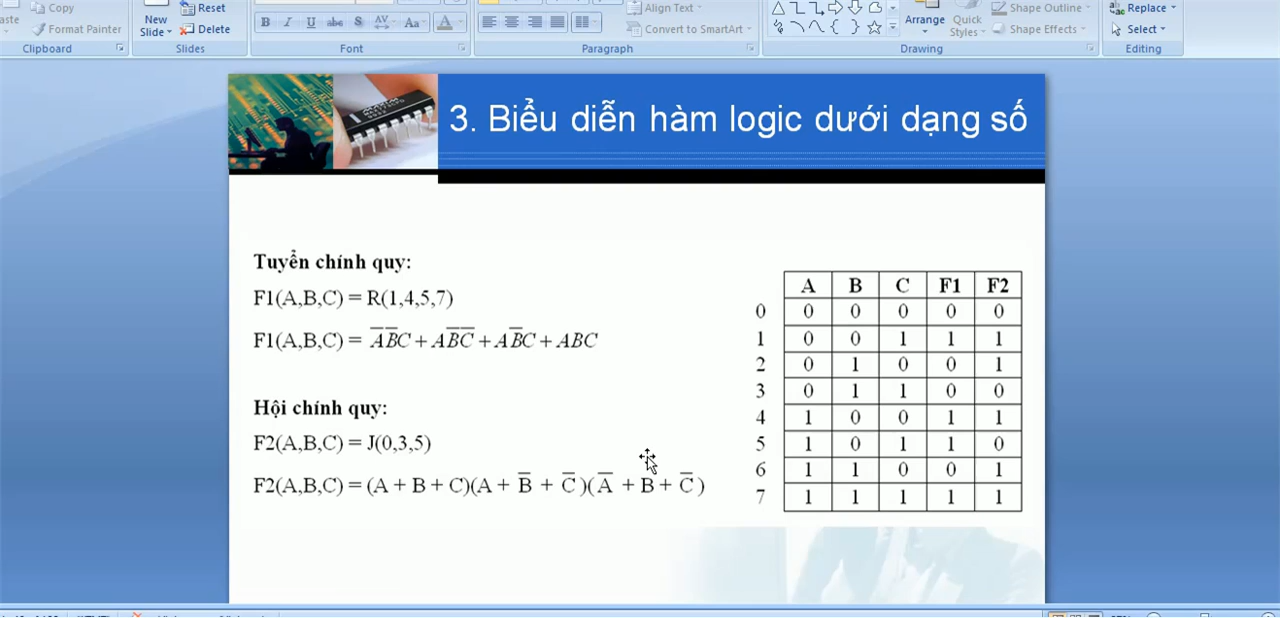 Copy
Format Painter
Clipboard
New
Slide
Reset
Delete
Slides
B I U abc S AV Aa A
Font
Align Text
Convert to SmartArt
Paragraph
Arrange
Quick
Styles
Shape Outline
Shape Effects
Drawing
Replace
Select
Editing
3. Biểu diễn hàm logic dưới dạng số
Tuyển chính quy:
F1(A,B,C) = R(1,4,5,7)
F1(A,B,C) = A̅B̅C + AB̅C̅ + AB̅C + ABC
Hội chính quy:
F2(A,B,C) = J(0,3,5)
F2(A,B,C) = (A + B + C)(A + B̅ + C̅)(A̅ + B + C̅)
A B C F1 F2
0 0 0 0 0 0
1 0 0 1 1 1
2 0 1 0 0 1
3 0 1 1 0 0
4 1 0 0 1 1
5 1 0 1 1 0
6 1 1 0 0 1
7 1 1 1 1 1